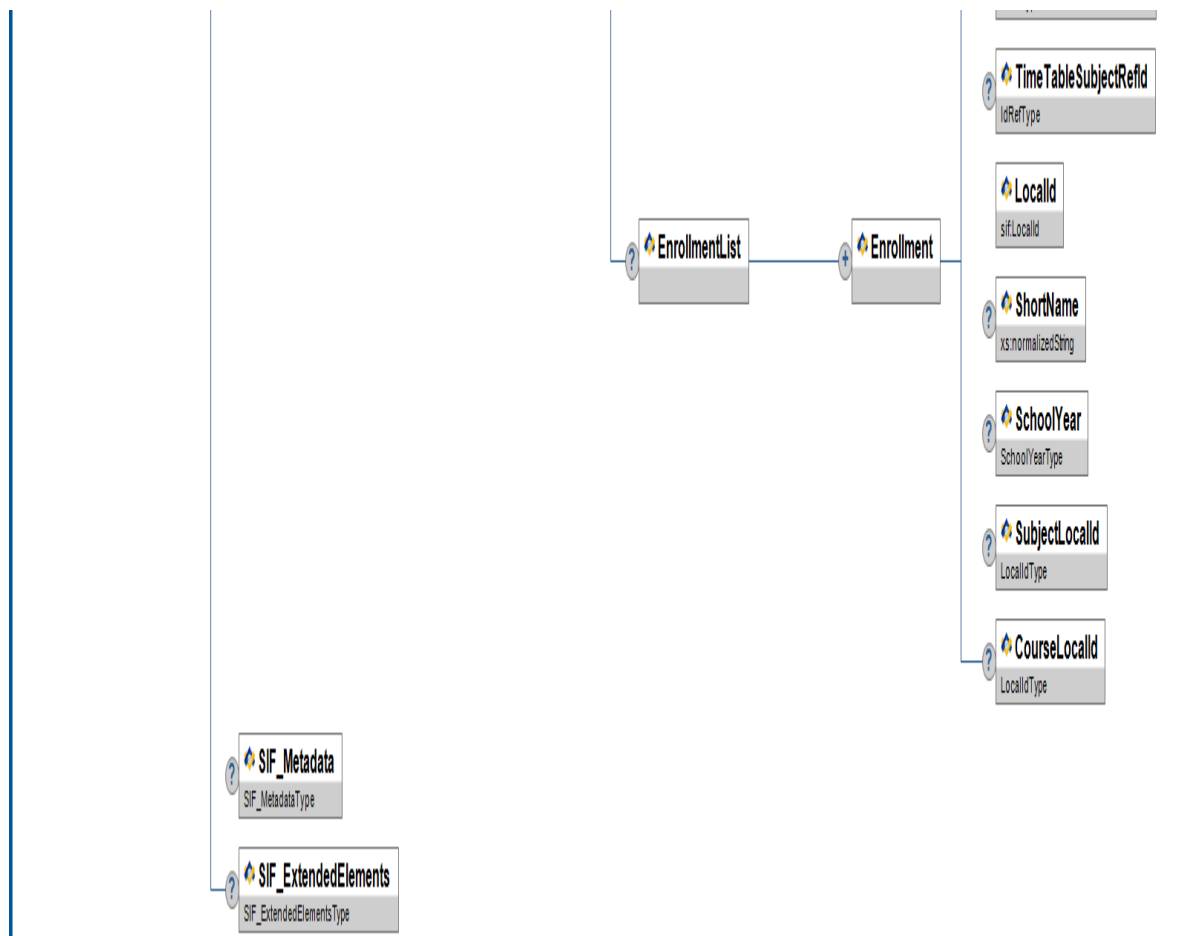 TimeTableSubjectRefId
IdRefType
LocalId
sif:LocalId
?
EnrollmentList
+
Enrollment
?
ShortName
xs:normalizedString
?
SchoolYear
SchoolYearType
?
SubjectLocalId
LocalIdType
?
CourseLocalId
LocalIdType
?
SIF_Metadata
SIF_MetadataType
?
SIF_ExtendedElements
SIF_ExtendedElementsType
?